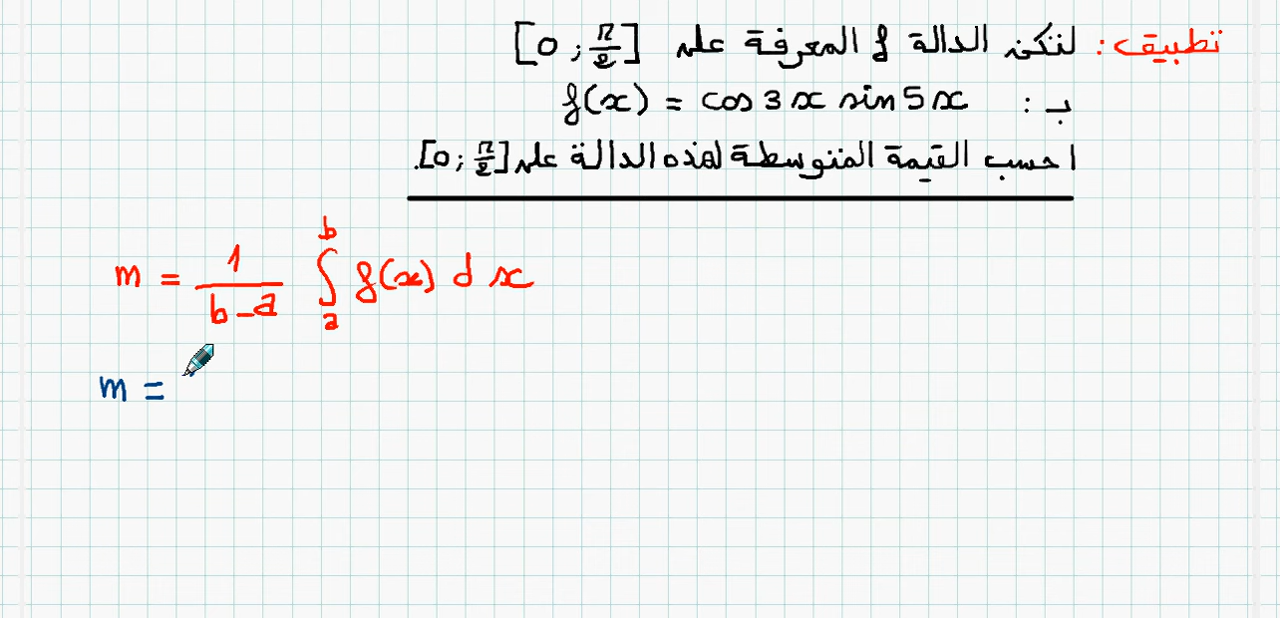 تطبيق: لتكن الدالة f المعرفة على [0 ; π/2]
بـ : f(x) = cos 3x sin 5x
احسب القيمة المتوسطة لهذه الدالة على [0 ; π/2].
m = 1/(b-a) ∫_a^b f(x) dx
m =